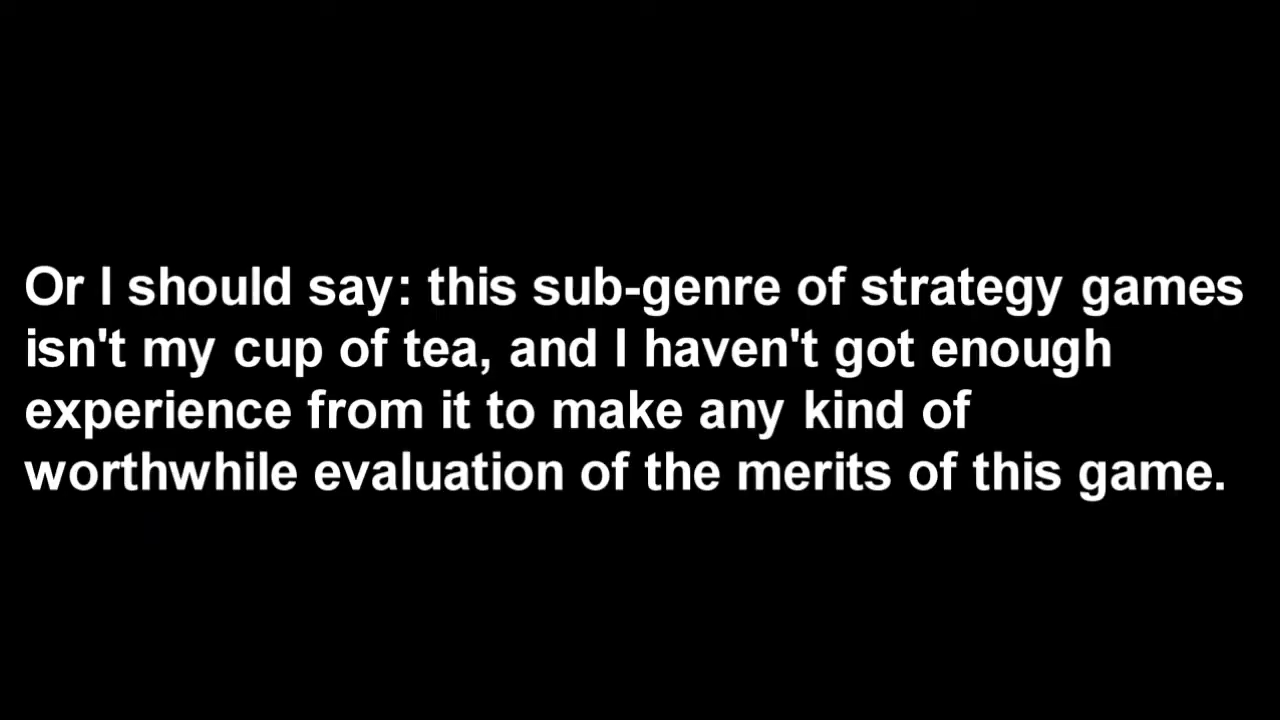 Or I should say: this sub-genre of strategy games
isn't my cup of tea, and I haven't got enough
experience from it to make any kind of
worthwhile evaluation of the merits of this game.